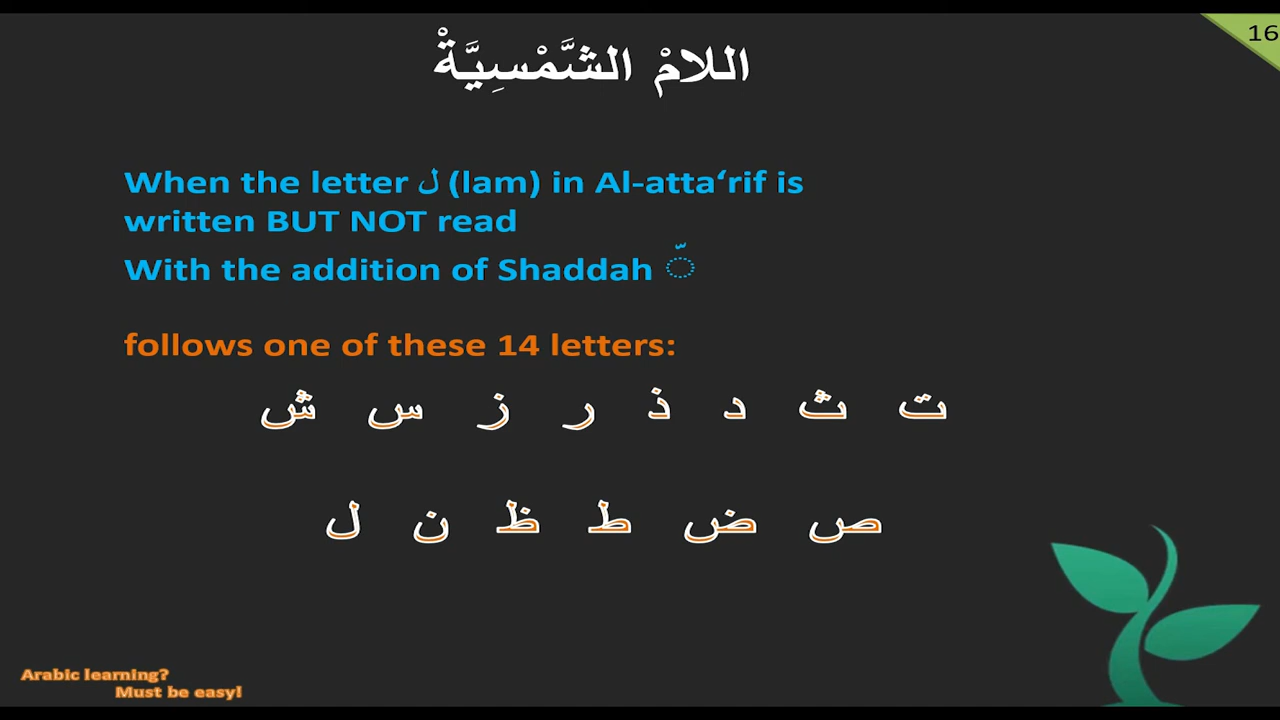 16
اللامْ الشَّمْسِيَّةْ
When the letter ل (lam) in Al-atta‘rif is
written BUT NOT read
With the addition of Shaddah ّ
follows one of these 14 letters:
ت ث د ذ ر ز س ش
ص ض ط ظ ن ل
Arabic learning?
Must be easy!